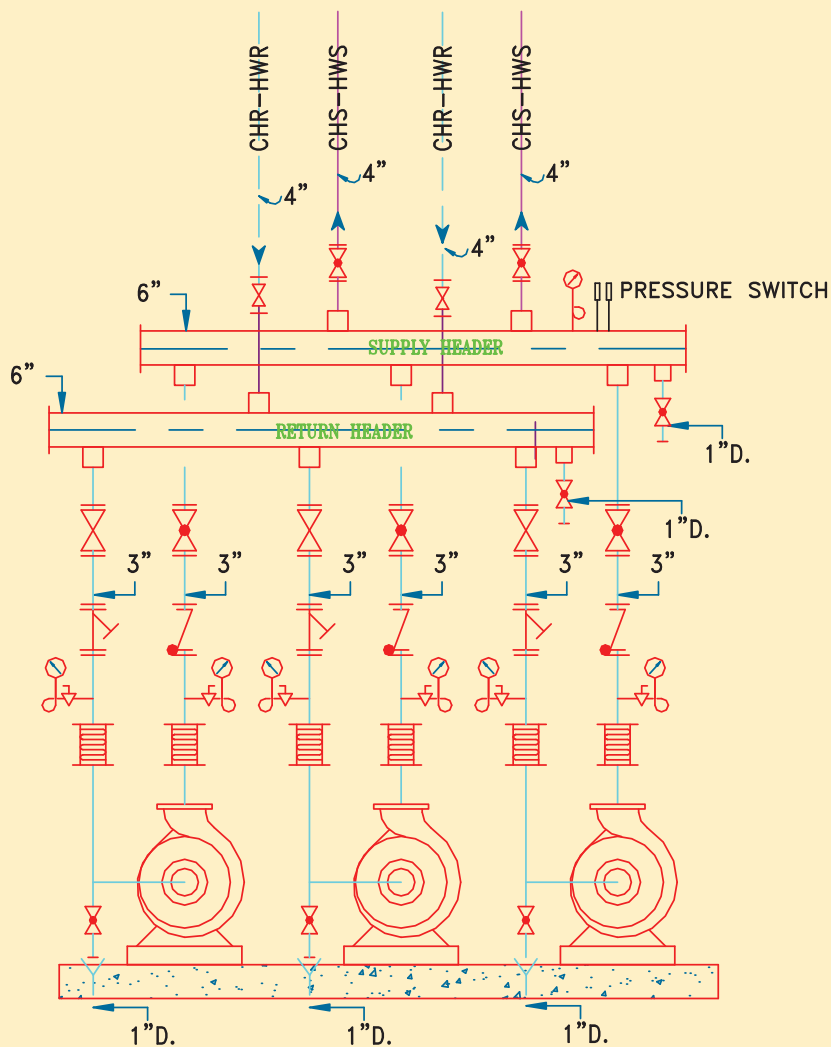 CHR-HWR
CHS-HWS
CHR-HWR
CHS-HWS
4”
4”
4”
4”
6”
PRESSURE SWITCH
SUPPLY HEADER
6”
RETURN HEADER
1”D.
1”D.
3”
3”
3”
3”
3”
3”
1”D.
1”D.
1”D.